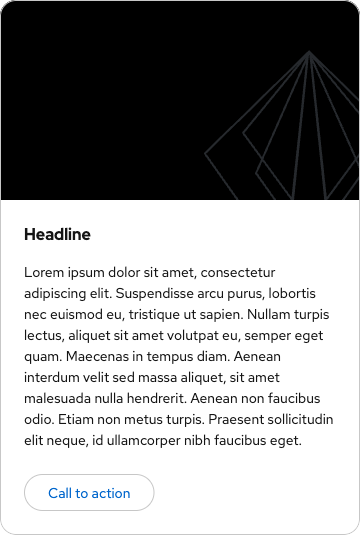 Headline
Lorem ipsum dolor sit amet, consectetur
adipiscing elit. Suspendisse arcu purus, lobortis
nec euismod eu, tristique ut sapien. Nullam turpis
lectus, aliquet sit amet volutpat eu, semper eget
quam. Maecenas in tempus diam. Aenean
interdum velit sed massa aliquet, sit amet
malesuada nulla hendrerit. Aenean non faucibus
odio. Etiam non metus turpis. Praesent sollicitudin
elit neque, id ullamcorper nibh faucibus eget.
Call to action